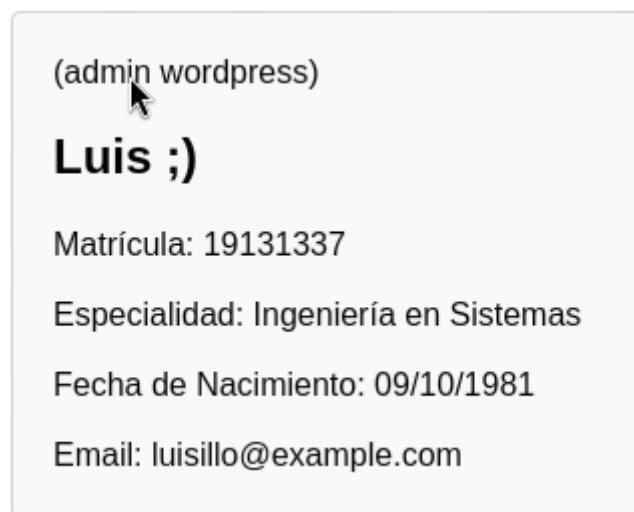 (admin wordpress)
Luis ;)
Matrícula: 19131337
Especialidad: Ingeniería en Sistemas
Fecha de Nacimiento: 09/10/1981
Email: luisillo@example.com